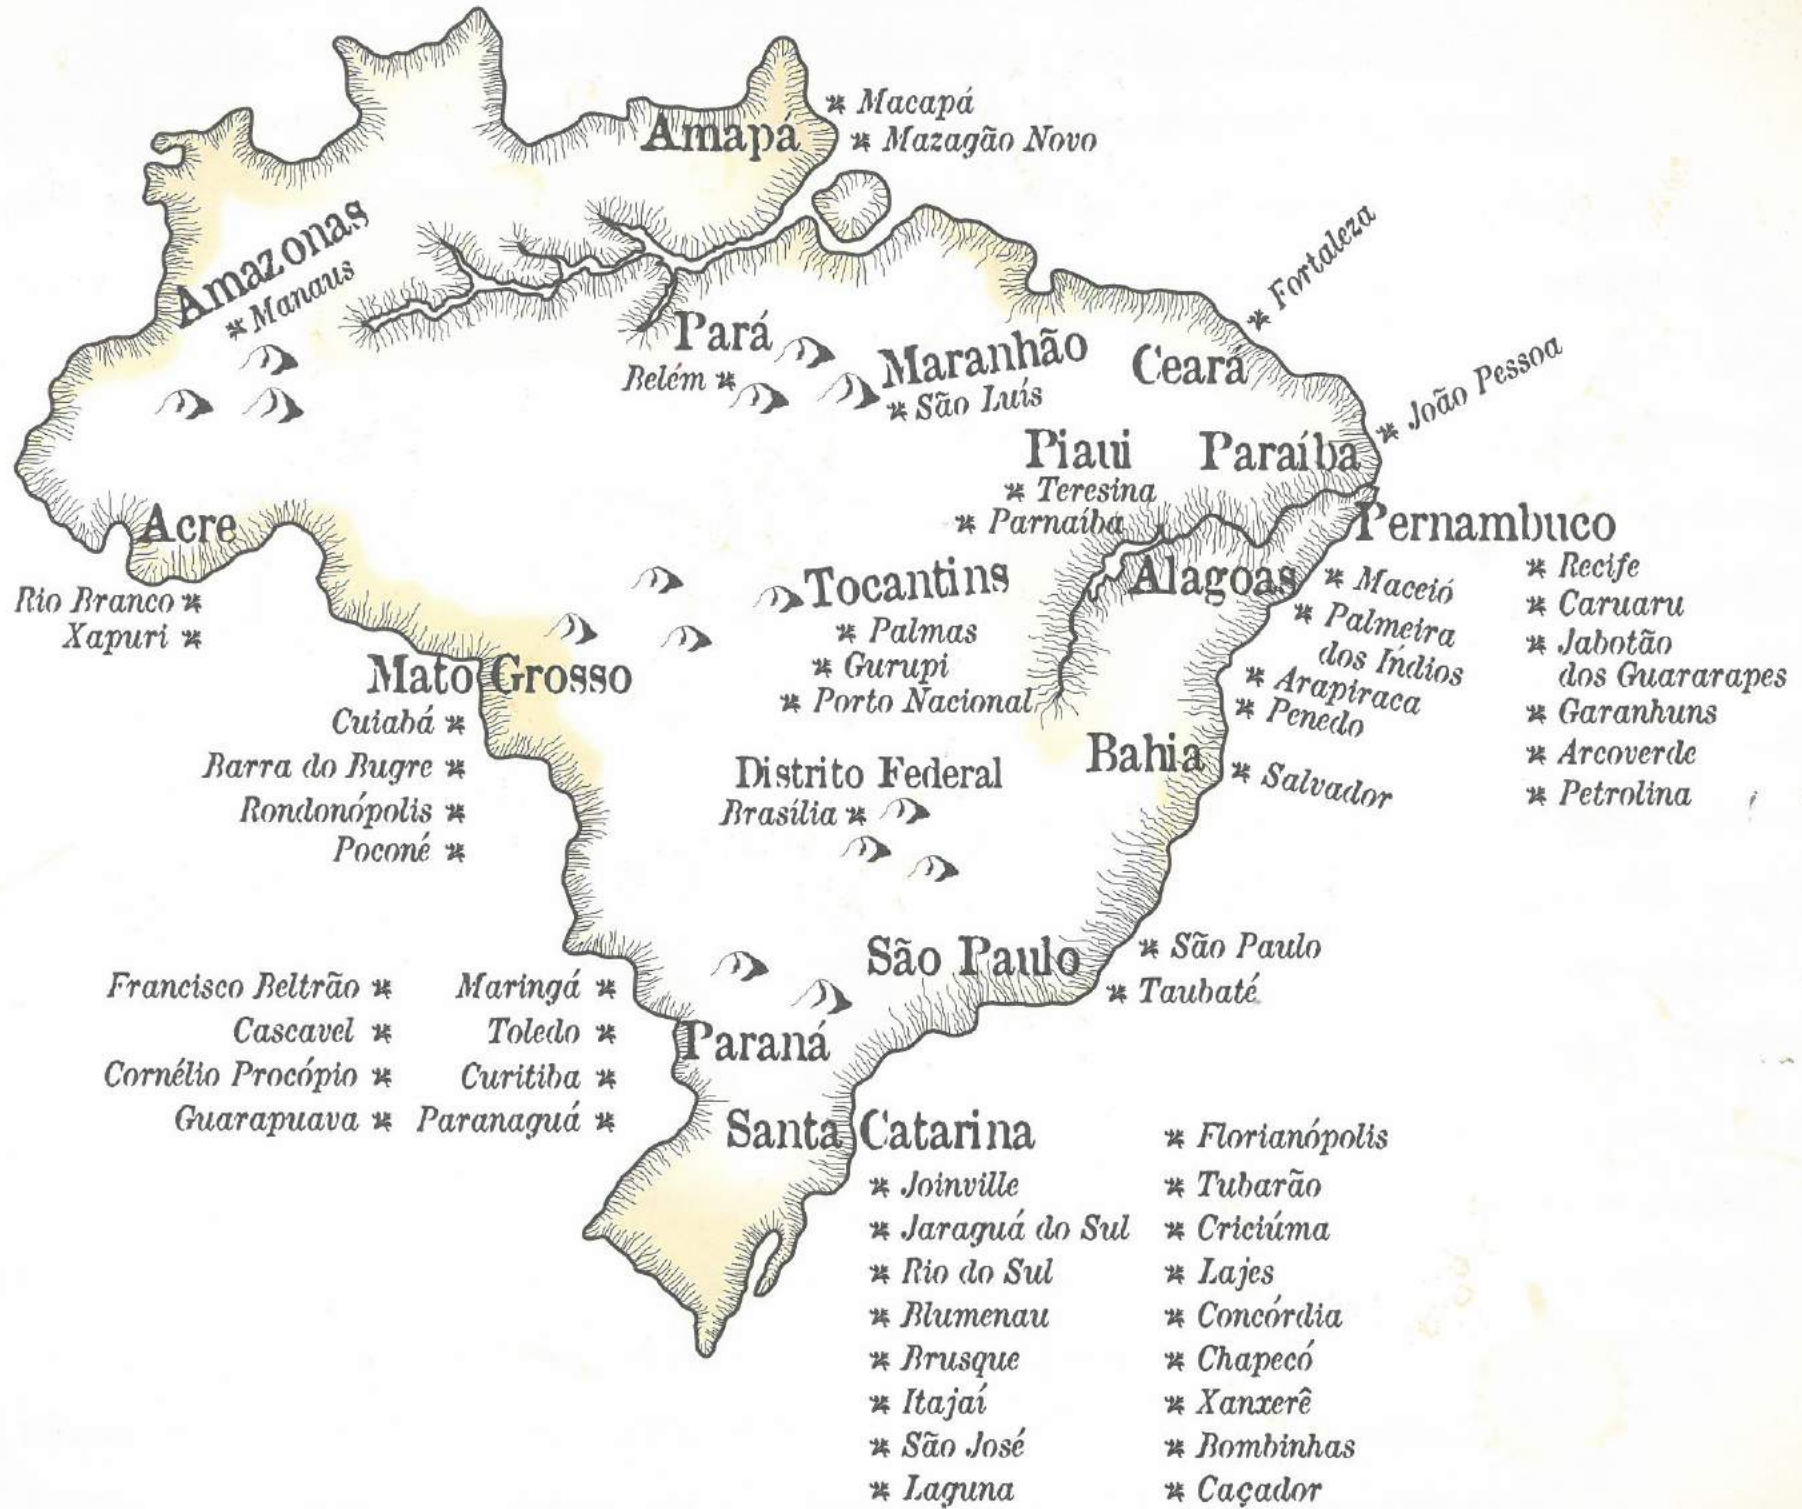 Amapá
Macapá
Mazagão Novo
Amazonas
Manaus
Pará
Belém
Maranhão
São Luís
Ceará
Fortaleza
Piaui
Teresina
Parnaíba
Paraíba
João Pessoa
Acre
Rio Branco
Xapuri
Pernambuco
Recife
Caruaru
Jabotão
dos Guararapes
Garanhuns
Arcoverde
Petrolina
Alagoas
Maceió
Palmeira
dos Índios
Arapiraca
Penedo
Tocantins
Palmas
Gurupi
Porto Nacional
Mato Grosso
Cuiabá
Barra do Bugre
Rondonópolis
Poconé
Distrito Federal
Brasília
Bahia
Salvador
São Paulo
São Paulo
Taubaté
Paraná
Francisco Beltrão
Cascavel
Cornélio Procópio
Guarapuava
Maringá
Toledo
Curitiba
Paranaguá
Santa Catarina
Joinville
Jaraguá do Sul
Rio do Sul
Blumenau
Brusque
Itajaí
São José
Laguna
Florianópolis
Tubarão
Criciúma
Lajes
Concórdia
Chapecó
Xanxerê
Bombinhas
Caçador